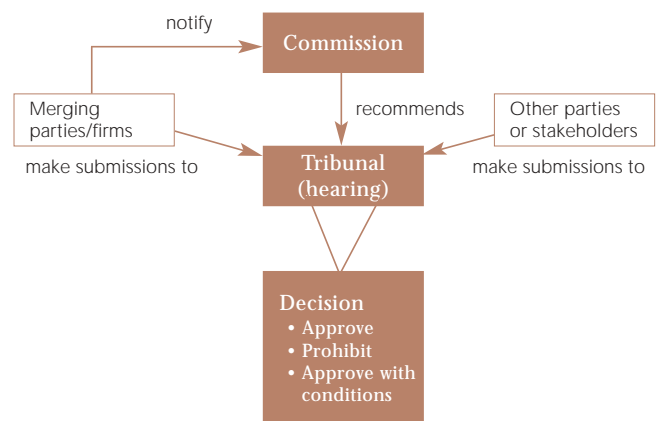 notify
Commission
Merging
parties/firms
recommends
Other parties
or stakeholders
make submissions to
Tribunal
(hearing)
make submissions to
Decision
• Approve
• Prohibit
• Approve with
conditions